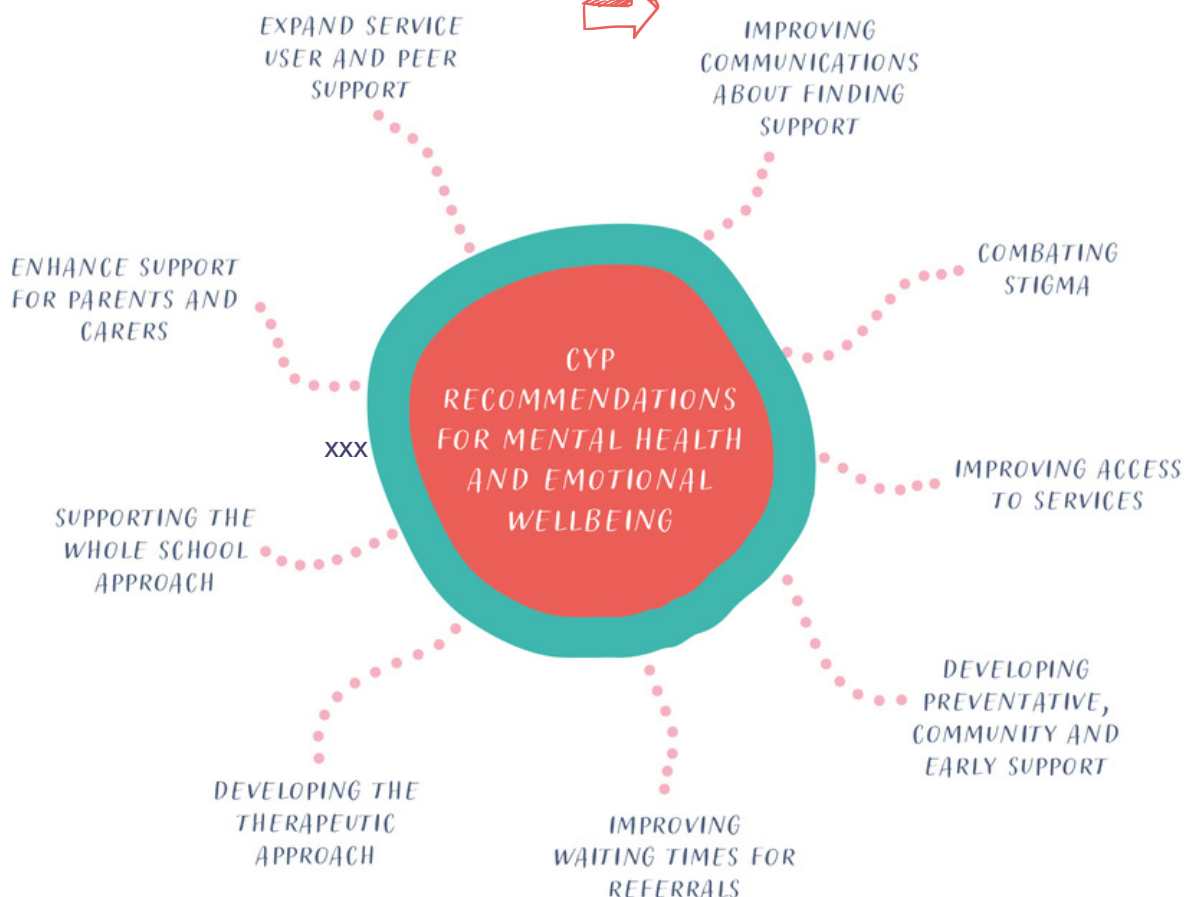 EXPAND SERVICE
USER AND PEER
SUPPORT
IMPROVING
COMMUNICATIONS
ABOUT FINDING
SUPPORT
COMBATING
STIGMA
ENHANCE SUPPORT
FOR PARENTS AND
CARERS
CYP
RECOMMENDATIONS
FOR MENTAL HEALTH
AND EMOTIONAL
WELLBEING
xxx
IMPROVING ACCESS
TO SERVICES
SUPPORTING THE
WHOLE SCHOOL
APPROACH
DEVELOPING
PREVENTATIVE,
COMMUNITY AND
EARLY SUPPORT
DEVELOPING THE
THERAPEUTIC
APPROACH
IMPROVING
WAITING TIMES FOR
REFERRALS